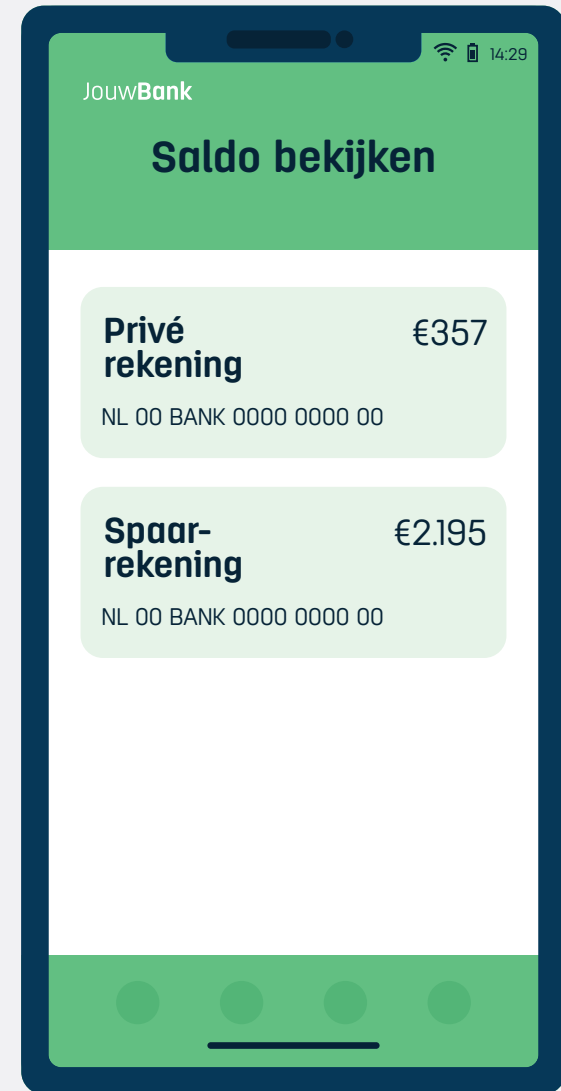 14:29
JouwBank
Saldo bekijken
Privé
rekening
€357
NL 00 BANK 0000 0000 00
Spaar-
rekening
€2.195
NL 00 BANK 0000 0000 00